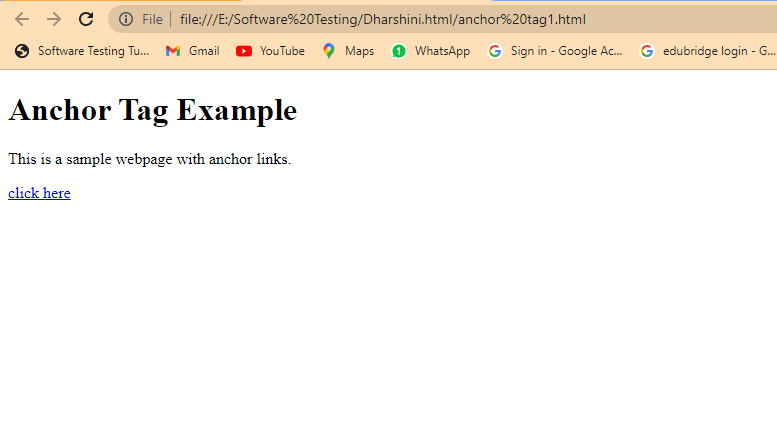 File file:///E:/Software%20Testing/Dharshini.html/anchor%20tag1.html
Software Testing Tu... Gmail YouTube Maps 1 WhatsApp G Sign in - Google Ac... G edubridge login - G...
Anchor Tag Example
This is a sample webpage with anchor links.
click here